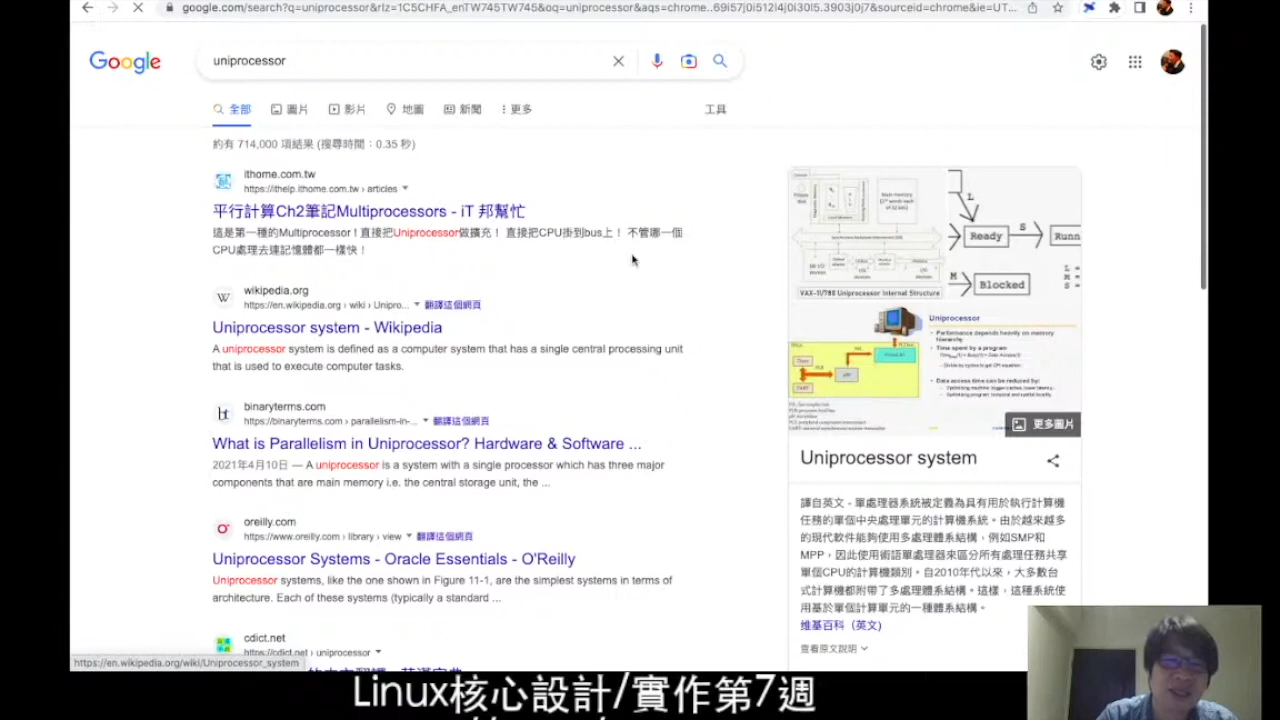 google.com/search?q=uniprocessor&rlz=1C5CHFA_enTW745TW745&oq=uniprocessor&aqs=chrome..69i57j0i512l4j0i30l5.3903j0j7&sourceid=chrome&ie=UT...
Google
uniprocessor
全部 圖片 影片 地圖 新聞 更多 工具
約有 714,000 項結果 (搜尋時間：0.35 秒)
ithome.com.tw
https://ithelp.ithome.com.tw › articles
平行計算Ch2筆記Multiprocessors - iT 邦幫忙
這是第一種的Multiprocessor！直接把Uniprocessor做擴充！ 直接把CPU掛到bus上！ 不管哪一個
CPU處理去連記憶體都一樣快！
wikipedia.org
https://en.wikipedia.org › wiki › Unipro... 翻譯這個網頁
Uniprocessor system - Wikipedia
A uniprocessor system is defined as a computer system that has a single central processing unit
that is used to execute computer tasks.
binaryterms.com
https://binaryterms.com › parallelism-in-... 翻譯這個網頁
What is Parallelism in Uniprocessor? Hardware & Software ...
2021年4月10日 — A uniprocessor is a system with a single processor which has three major
components that are main memory i.e. the central storage unit, the ...
oreilly.com
https://www.oreilly.com › library › view 翻譯這個網頁
Uniprocessor Systems - Oracle Essentials - O'Reilly
Uniprocessor systems, like the one shown in Figure 11-1, are the simplest systems in terms of
architecture. Each of these systems (typically a standard ...
cdict.net
https://cdict.net › uniprocessor
https://en.wikipedia.org/wiki/Uniprocessor_system
VAX-11/780 Uniprocessor Internal Structure
L
Ready S Runn
M Blocked
Uniprocessor
Performance depends heavily on memory
hierarchy
Time spent by a program
Data access time can be reduced by:
更多圖片
Uniprocessor system
譯自英文 - 單處理器系統被定義為具有用於執行計算機
任務的單個中央處理單元的計算機系統。由於越來越多
的現代軟件能夠使用多處理體系結構，例如SMP和
MPP，因此使用術語單處理器來區分所有處理任務共享
單個CPU的計算機類別。自2010年代以來，大多數台
式計算機都附帶了多處理體系結構。這樣，這種系統使
用基於單個計算單元的一種體系結構。
维基百科（英文）
查看原文說明
Linux核心設計/實作第7週